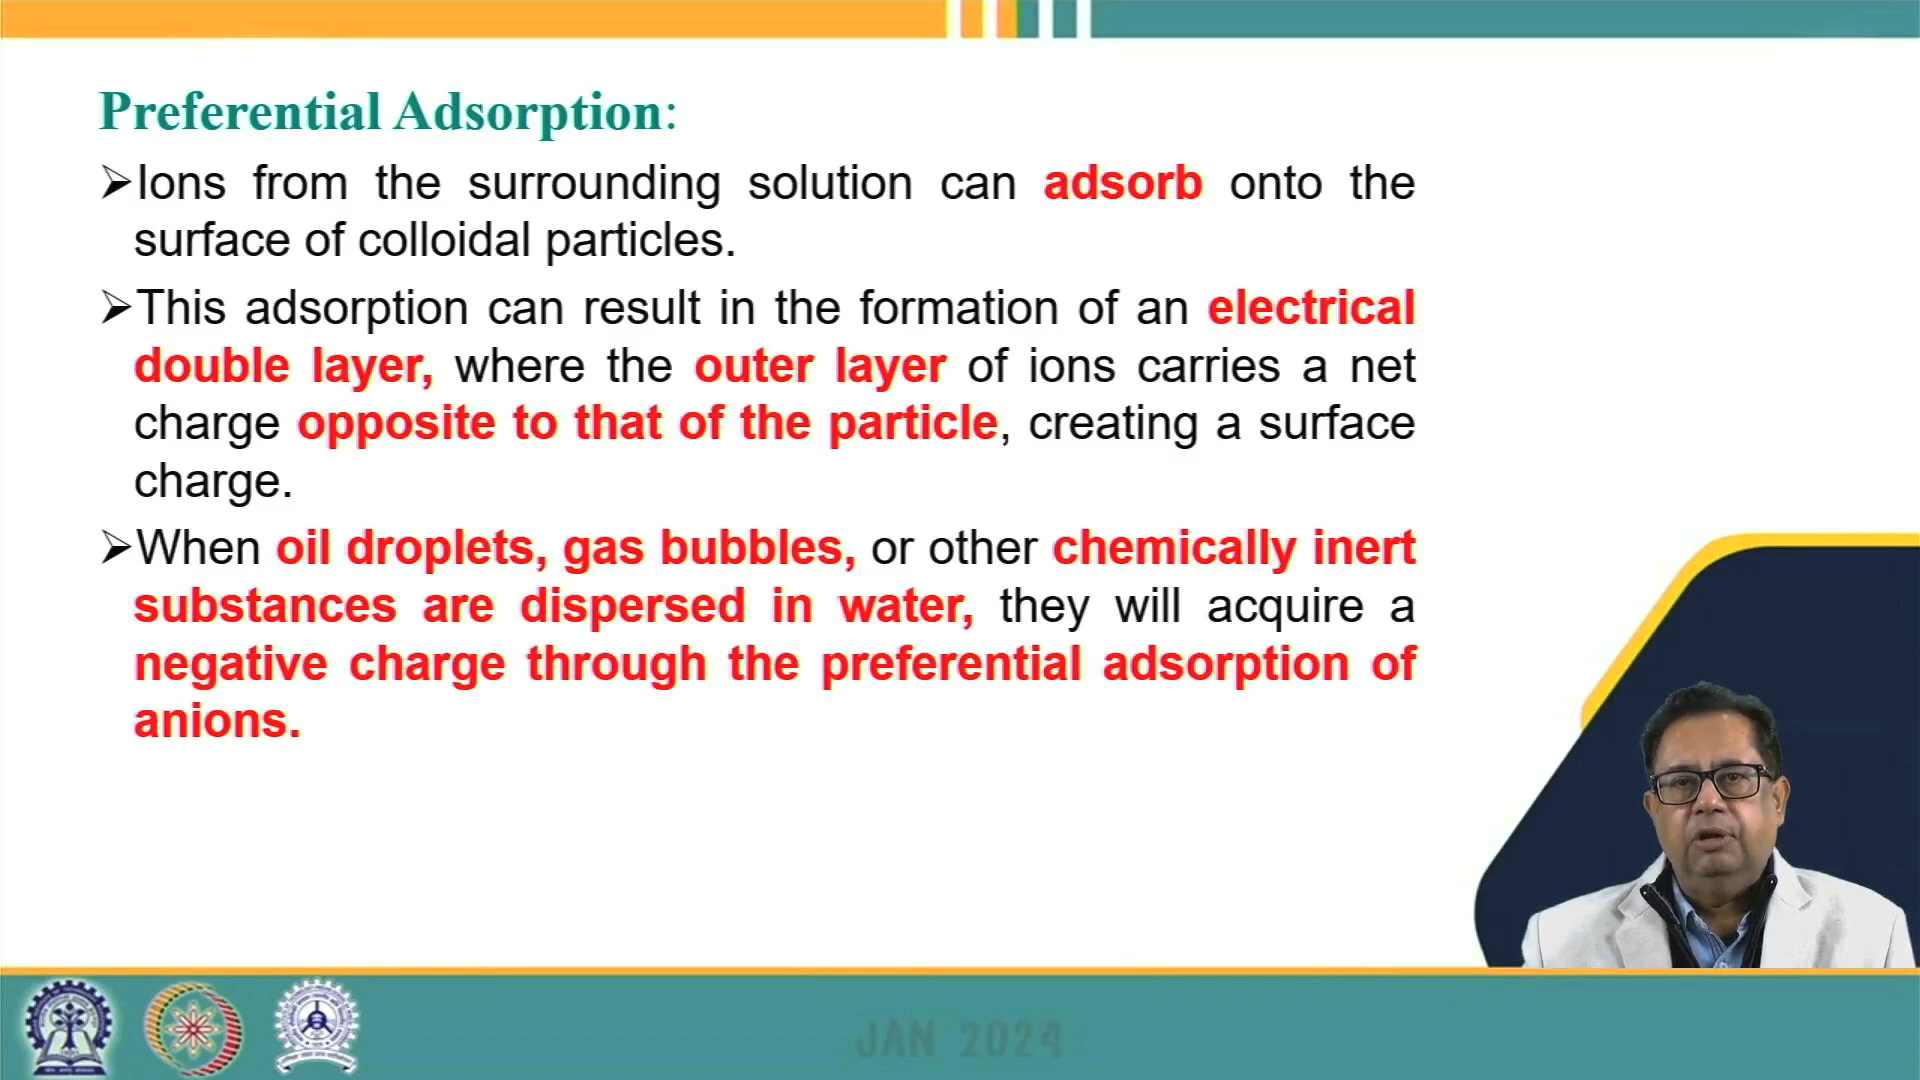 Preferential Adsorption:
➢Ions from the surrounding solution can adsorb onto the
surface of colloidal particles.
➢This adsorption can result in the formation of an electrical
double layer, where the outer layer of ions carries a net
charge opposite to that of the particle, creating a surface
charge.
➢When oil droplets, gas bubbles, or other chemically inert
substances are dispersed in water, they will acquire a
negative charge through the preferential adsorption of
anions.
JAN 2024